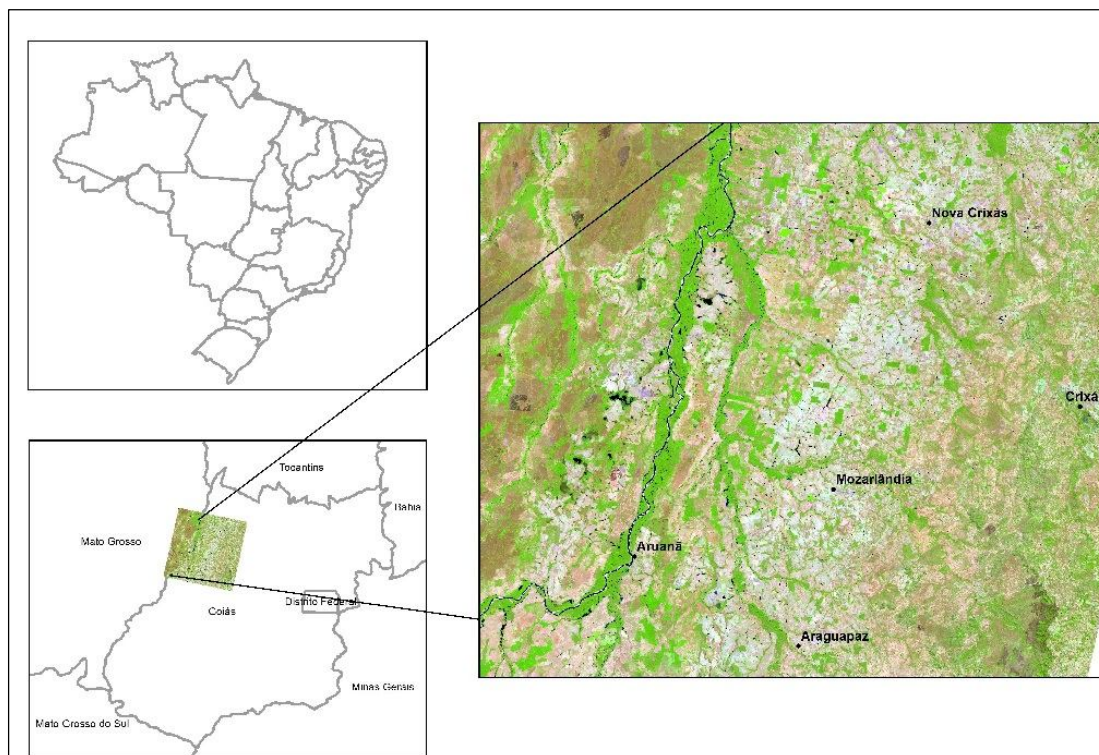 Nova Crixás
Crixá
Mozarlândia
Aruanã
Araguapaz
Tocantins
Bahia
Mato Grosso
Goiás
Distrito Federal
Minas Gerais
Mato Grosso do Sul